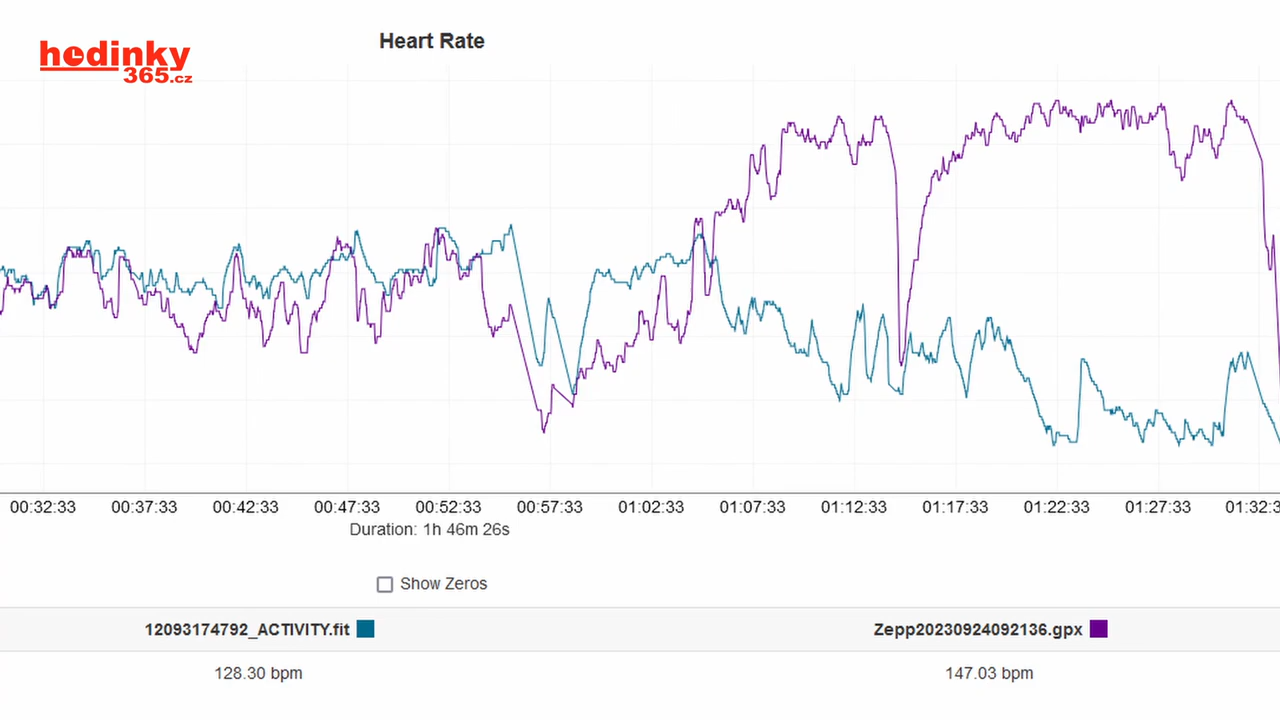 hodinky
365.cz
Heart Rate
00:32:33 00:37:33 00:42:33 00:47:33 00:52:33 00:57:33 01:02:33 01:07:33 01:12:33 01:17:33 01:22:33 01:27:33 01:32:3
Duration: 1h 46m 26s
Show Zeros
12093174792_ACTIVITY.fit Zepp20230924092136.gpx
128.30 bpm 147.03 bpm